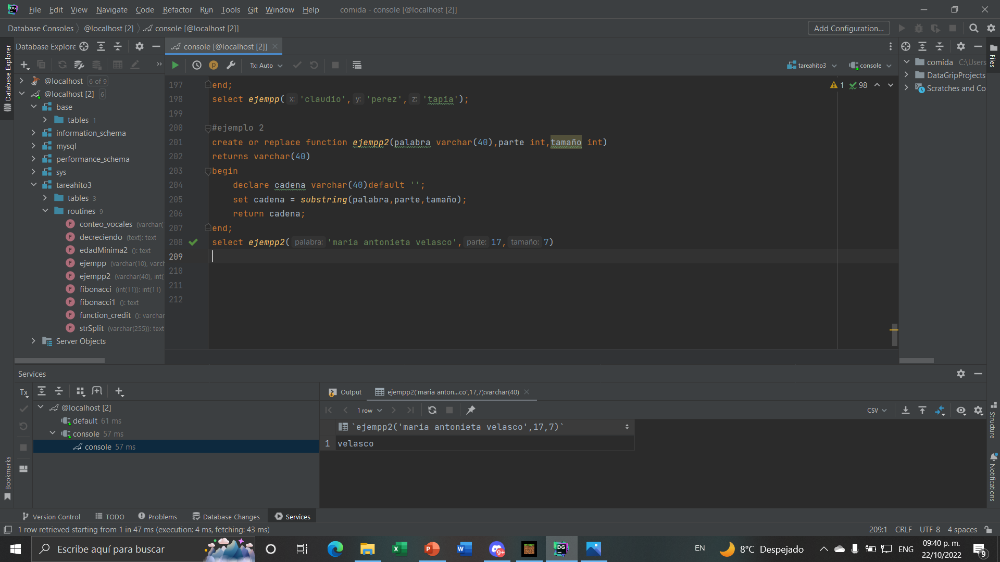 File Edit View Navigate Code Refactor Run Tools Git Window Help comida - console [@localhost [2]]
Database Consoles @localhost [2] console [@localhost [2]] Add Configuration...
Database Explore console [@localhost [2]]
Tx: Auto tareahito3 console
Database Explorer
@localhost 6 of 9
@localhost [2] 6
base
tables 1
information_schema
mysql
performance_schema
sys
tareahito3
tables 3
routines 9
conteo_vocales (varchar(
decreciendo (text): text
edadMinima2 (): text
ejempp (varchar(10), varch
ejempp2 (varchar(40), int(
fibonacci (int(11)): int(11)
fibonacci1 (): text
function_credit (): varchar
strSplit (varchar(255)): text
Server Objects
197 end;
1 98
198 select ejempp( x: 'claudio', y: 'perez', z: 'tapia');
199
200 #ejemplo 2
201 create or replace function ejempp2(palabra varchar(40),parte int,tamaño int)
202 returns varchar(40)
203 begin
204 declare cadena varchar(40)default '';
205 set cadena = substring(palabra,parte,tamaño);
206 return cadena;
207 end;
208 select ejempp2( palabra: 'maria antonieta velasco', parte: 17, tamaño: 7)
209
210
211
212
Files
comida C:\Users
DataGripProjects
Scratches and Co
Services
Tx
@localhost [2]
default 61 ms
console 57 ms
console 57 ms
Output ejempp2('maria anton...co',17,7):varchar(40)
1 row CSV
`ejempp2('maria antonieta velasco',17,7)`
1 velasco
Structure
Notifications
Bookmarks
Version Control TODO Problems Database Changes Services
1 row retrieved starting from 1 in 47 ms (execution: 4 ms, fetching: 43 ms) 209:1 CRLF UTF-8 4 spaces
Escribe aquí para buscar
X P W 9+ DG
EN 8°C Despejado ENG 09:40 p. m.
22/10/2022
9